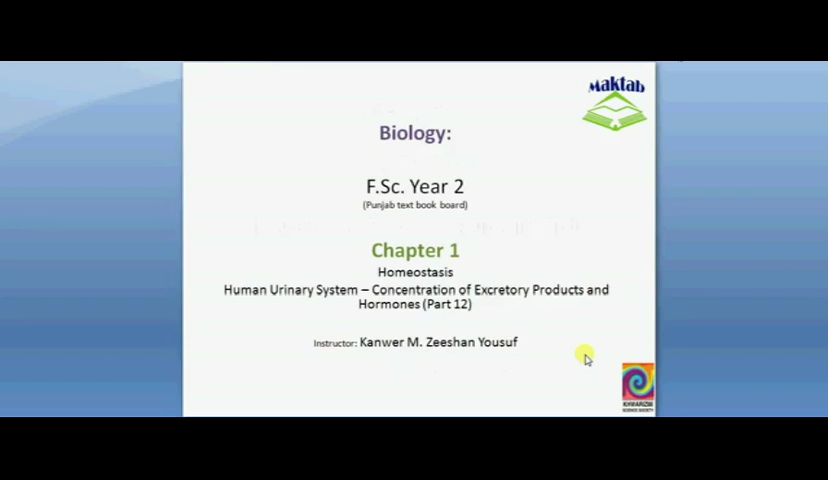 Maktab
Biology:
F.Sc. Year 2
(Punjab text book board)
Chapter 1
Homeostasis
Human Urinary System – Concentration of Excretory Products and
Hormones (Part 12)
Instructor: Kanwer M. Zeeshan Yousuf
KHWARIZMI
SCIENCE SOCIETY